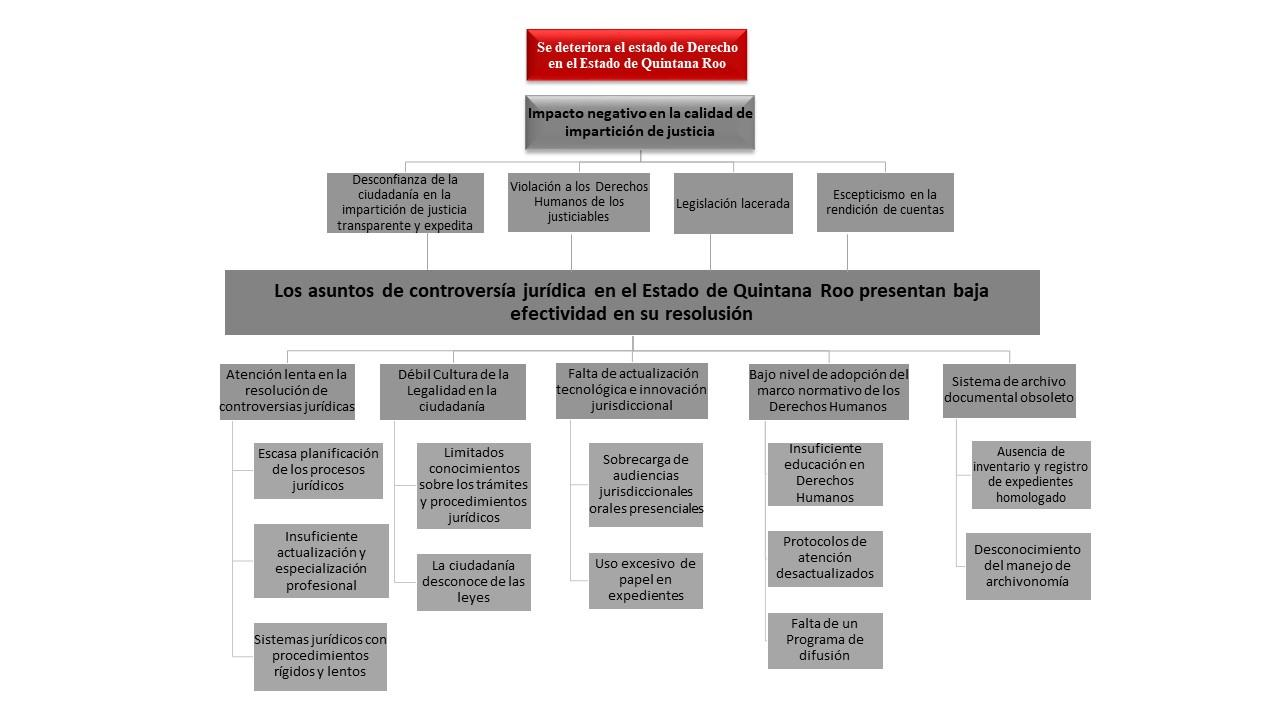 Se deteriora el estado de Derecho
en el Estado de Quintana Roo
Impacto negativo en la calidad de
impartición de justicia
Desconfianza de la
ciudadanía en la
impartición de justicia
transparente y expedita
Violación a los Derechos
Humanos de los
justiciables
Legislación lacerada
Escepticismo en la
rendición de cuentas
Los asuntos de controversía jurídica en el Estado de Quintana Roo presentan baja
efectividad en su resolusión
Atención lenta en la
resolución de
controversias jurídicas
Escasa planificación
de los procesos
jurídicos
Insuficiente
actualización y
especialización
profesional
Sistemas jurídicos con
procedimientos
rígidos y lentos
Débil Cultura de la
Legalidad en la
ciudadanía
Limitados
conocimientos
sobre los trámites
y procedimientos
jurídicos
La ciudadanía
desconoce de las
leyes
Falta de actualización
tecnológica e innovación
jurisdiccional
Sobrecarga de
audiencias
jurisdiccionales
orales presenciales
Uso excesivo de
papel en
expedientes
Bajo nivel de adopción del
marco normativo de los
Derechos Humanos
Insuficiente
educación en
Derechos
Humanos
Protocolos de
atención
desactualizados
Falta de un
Programa de
difusión
Sistema de archivo
documental obsoleto
Ausencia de
inventario y registro
de expedientes
homologado
Desconocimiento
del manejo de
archivonomía